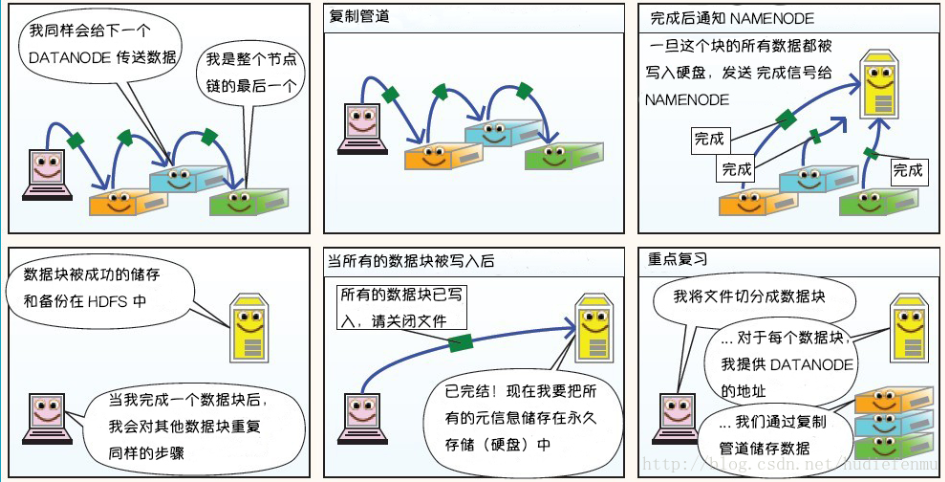 我同样会给下一个
DATANODE 传送数据
我是整个节点
链的最后一个
复制管道
完成后通知 NAMENODE
一旦这个块的所有数据都被
写入硬盘，发送 完成信号给
NAMENODE
完成
完成
完成
数据块被成功的储存
和备份在 HDFS 中
当我完成一个数据块后，
我会对其他数据块重复
同样的步骤
当所有的数据块被写入后
所有的数据块已写
入，请关闭文件
已完结！现在我要把所
有的元信息储存在永久
存储（硬盘）中
重点复习
我将文件切分成数据块
... 对于每个数据块，
我提供 DATANODE
的地址
... 我们通过复制
管道储存数据
http://blog.csdn.net/hudiefenmu